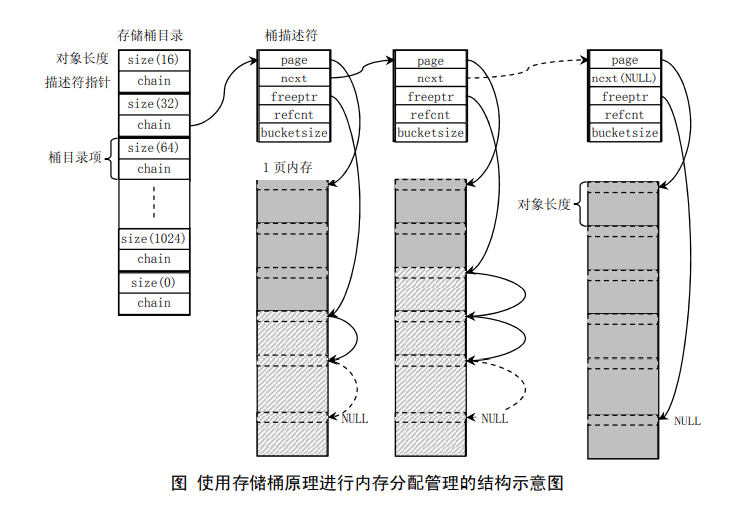 存储桶目录
对象长度
size(16)
描述符指针
chain
size(32)
chain
桶目录项
size(64)
chain
size(1024)
chain
size(0)
chain
桶描述符
page
next
freeptr
refcnt
bucketsize
1 页内存
NULL
page
next
freeptr
refcnt
bucketsize
NULL
page
next(NULL)
freeptr
refcnt
bucketsize
对象长度
NULL
图 使用存储桶原理进行内存分配管理的结构示意图